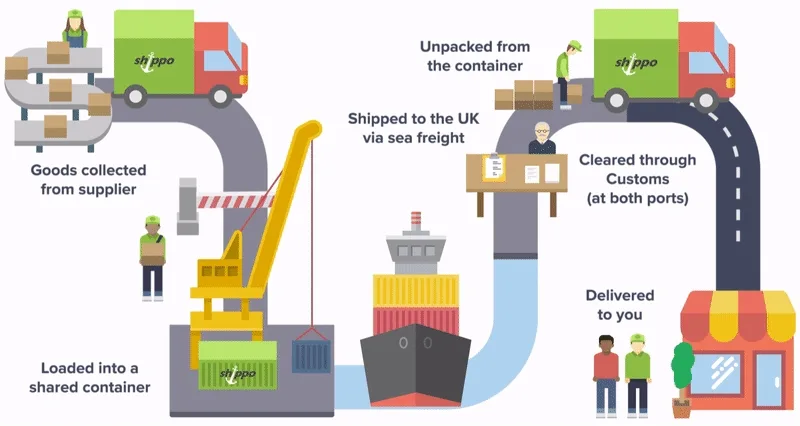 shippo
Goods collected
from supplier
Loaded into a
shared container
shippo
Shipped to the UK
via sea freight
Cleared through
Customs
(at both ports)
Unpacked from
the container
shippo
Delivered
to you